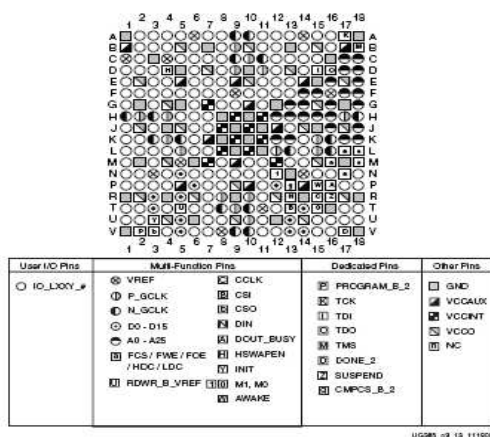 2 4 6 8 10 12 14 16 18
1 3 5 7 9 11 13 15 17
A A
B B
C C
D D
E E
F F
G G
H H
J J
K K
L L
M M
N N
P P
R R
T T
U U
V V
1 3 5 7 9 11 13 15 17
2 4 6 8 10 12 14 16 18
User I/O Pins Multi-Function Pins Dedicated Pins Other Pins
IO_LXXY_#
VREF
P_GCLK
N_GCLK
D0 - D15
A0 - A25
FCS / FWE / FOE
/ HDC / LDC
RDWR_B_VREF
CCLK
CSI
CSO
DIN
DOUT_BUSY
HSWAPEN
INIT
M1, M0
AWAKE
PROGRAM_B_2
TCK
TDI
TDO
TMS
DONE_2
SUSPEND
CMPCS_B_2
GND
VCCAUX
VCCINT
VCCO
NC